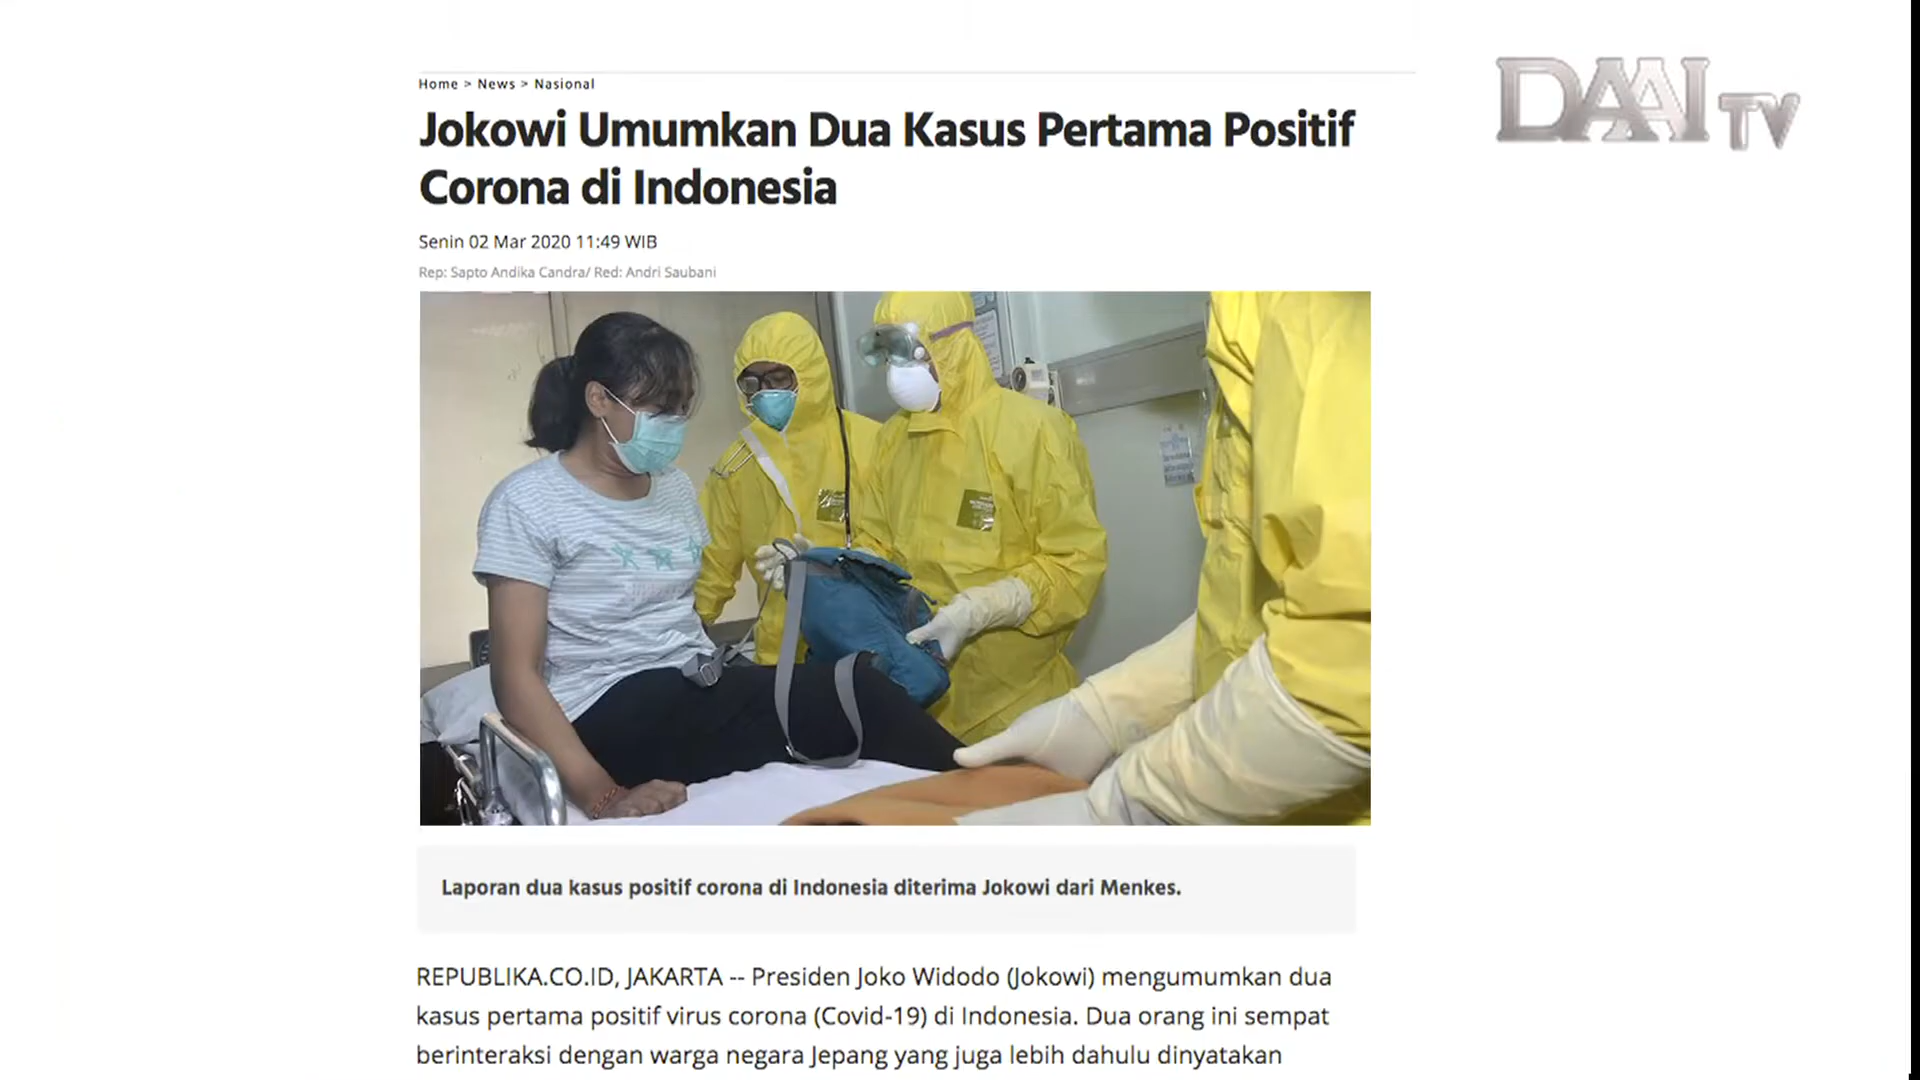 DAAI TV
Home > News > Nasional
Jokowi Umumkan Dua Kasus Pertama Positif
Corona di Indonesia
Senin 02 Mar 2020 11:49 WIB
Rep: Sapto Andika Candra/ Red: Andri Saubani
Laporan dua kasus positif corona di Indonesia diterima Jokowi dari Menkes.
REPUBLIKA.CO.ID, JAKARTA -- Presiden Joko Widodo (Jokowi) mengumumkan dua
kasus pertama positif virus corona (Covid-19) di Indonesia. Dua orang ini sempat
berinteraksi dengan warga negara Jepang yang juga lebih dahulu dinyatakan